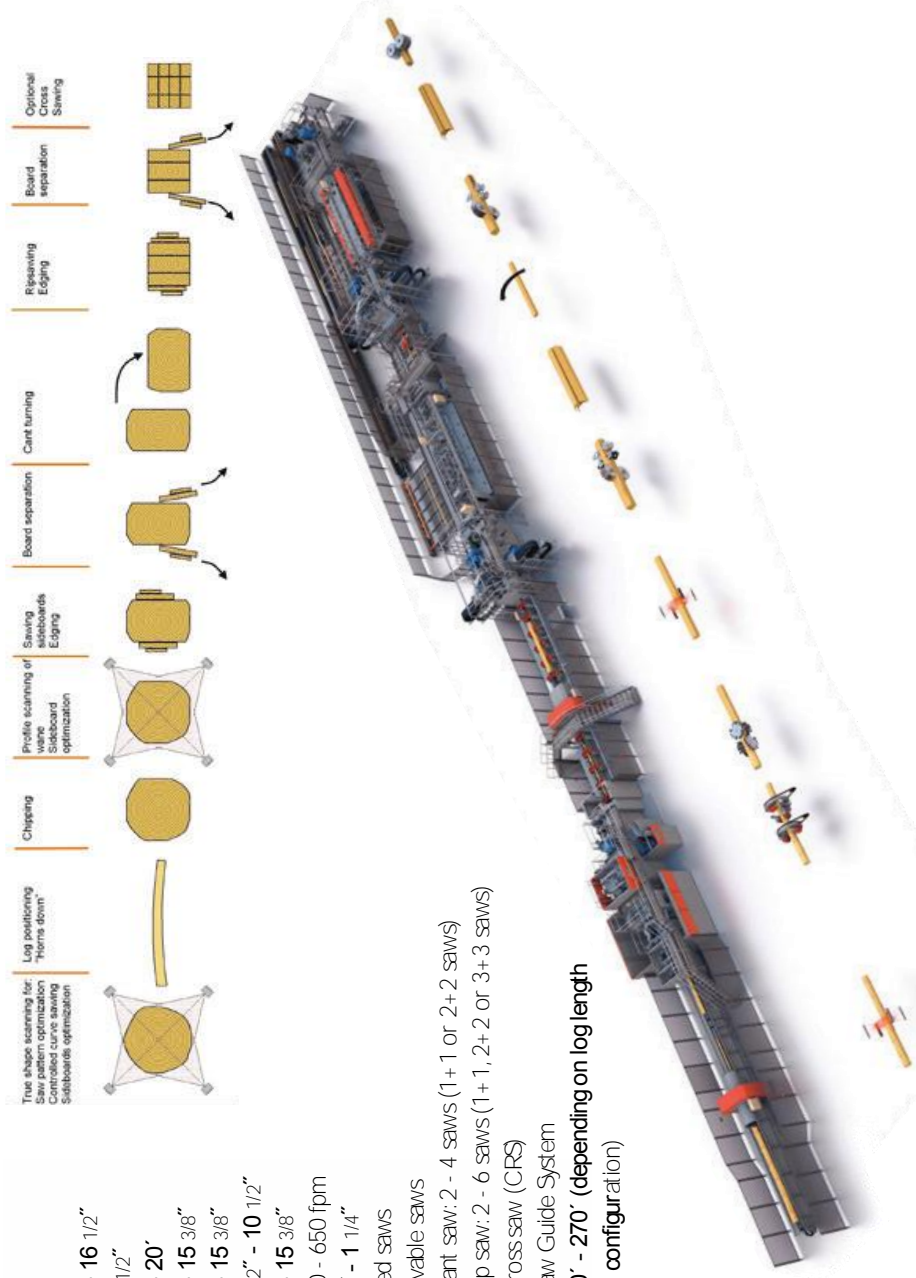 True shape scanning for:
Saw pattern optimization
Controlled curve sawing
Sideboards optimization
Log positioning
"Horns down"
Chipping
Profile scanning of
wane
Sideboard
optimization
Sawing
sideboards
Edging
Board separation
Cant turning
Ripsawing
Edging
Board
separation
Optional
Cross
Sawing
16 1/2″
1/2″
20′
15 3/8″
15 3/8″
2″ - 10 1/2″
15 3/8″
0 - 650 fpm
″ - 1 1/4″
ed saws
vable saws
ant saw: 2 - 4 saws (1+1 or 2+2 saws)
p saw: 2 - 6 saws (1+1, 2+2 or 3+3 saws)
ross saw (CRS)
aw Guide System
0′ - 270′ (depending on log length
configuration)